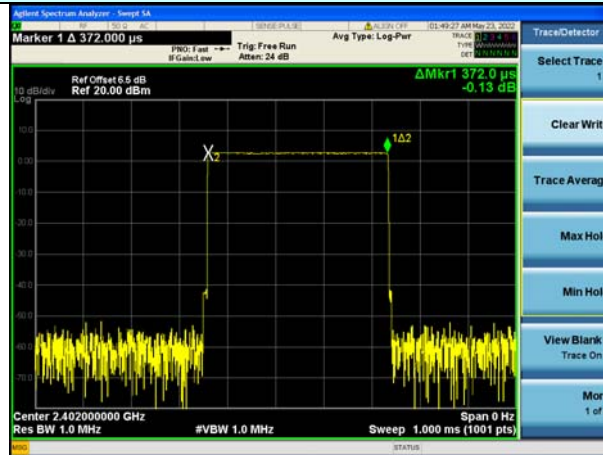 Agilent Spectrum Analyzer - Swept SA
RF 50 Ω AC SENSE:PULSE ALIGN OFF 01:49:27 AM May 23, 2022
Marker 1 Δ 372.000 µs
PNO: Fast
IFGain:Low
Trig: Free Run
Atten: 24 dB
Avg Type: Log-Pwr
TRACE 1 2 3 4 5 6
TYPE
DET N N N N N N
Trace/Detector
Select Trace
1
Clear Writ
Trace Averag
Max Hol
Min Hol
View Blank
Trace On
Mor
1 of
ΔMkr1 372.0 µs
-0.13 dB
Ref Offset 6.5 dB
10 dB/div Ref 20.00 dBm
Log
10.0
0.00
-10.0
-20.0
-30.0
-40.0
-50.0
-60.0
-70.0
X2
1Δ2
Center 2.402000000 GHz Span 0 Hz
Res BW 1.0 MHz #VBW 1.0 MHz Sweep 1.000 ms (1001 pts)
MSG STATUS